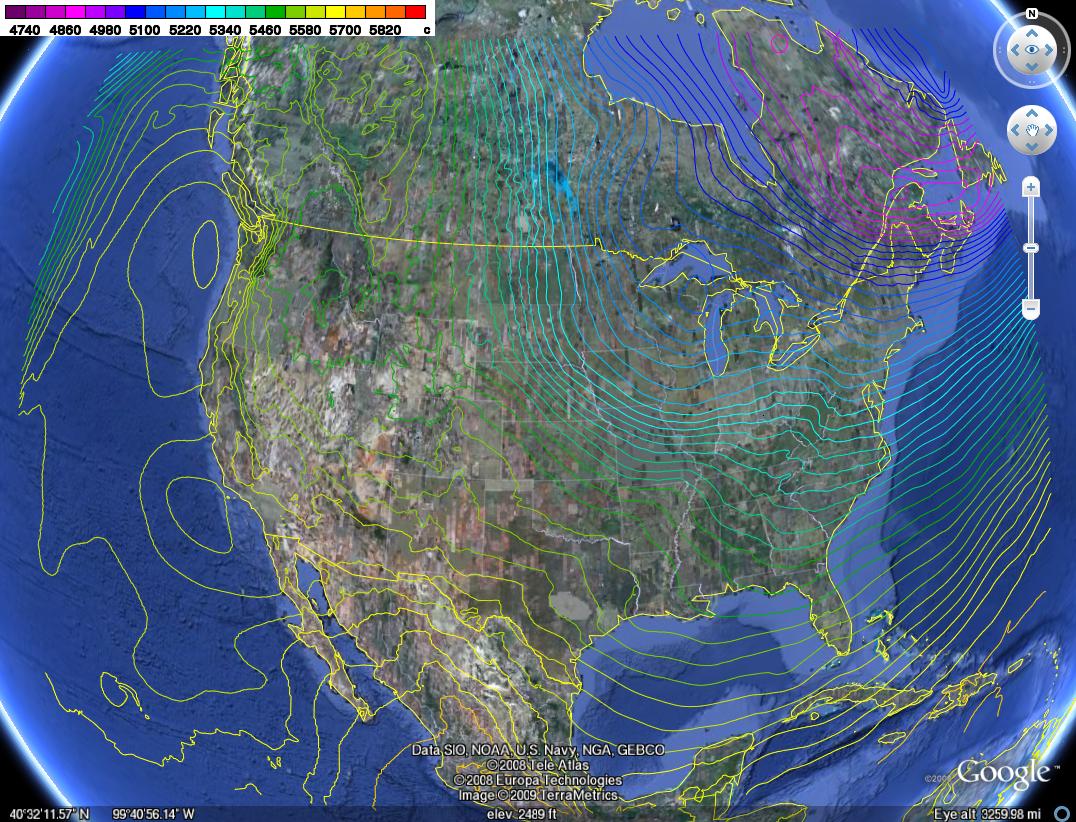 4740 4860 4980 5100 5220 5340 5460 5580 5700 5820 c
N
Data SIO, NOAA, U.S. Navy, NGA, GEBCO
© 2008 Tele Atlas
© 2008 Europa Technologies
Image © 2009 TerraMetrics
©2009 Google™
40°32'11.57" N 99°40'56.14" W elev 2489 ft Eye alt 3259.98 mi